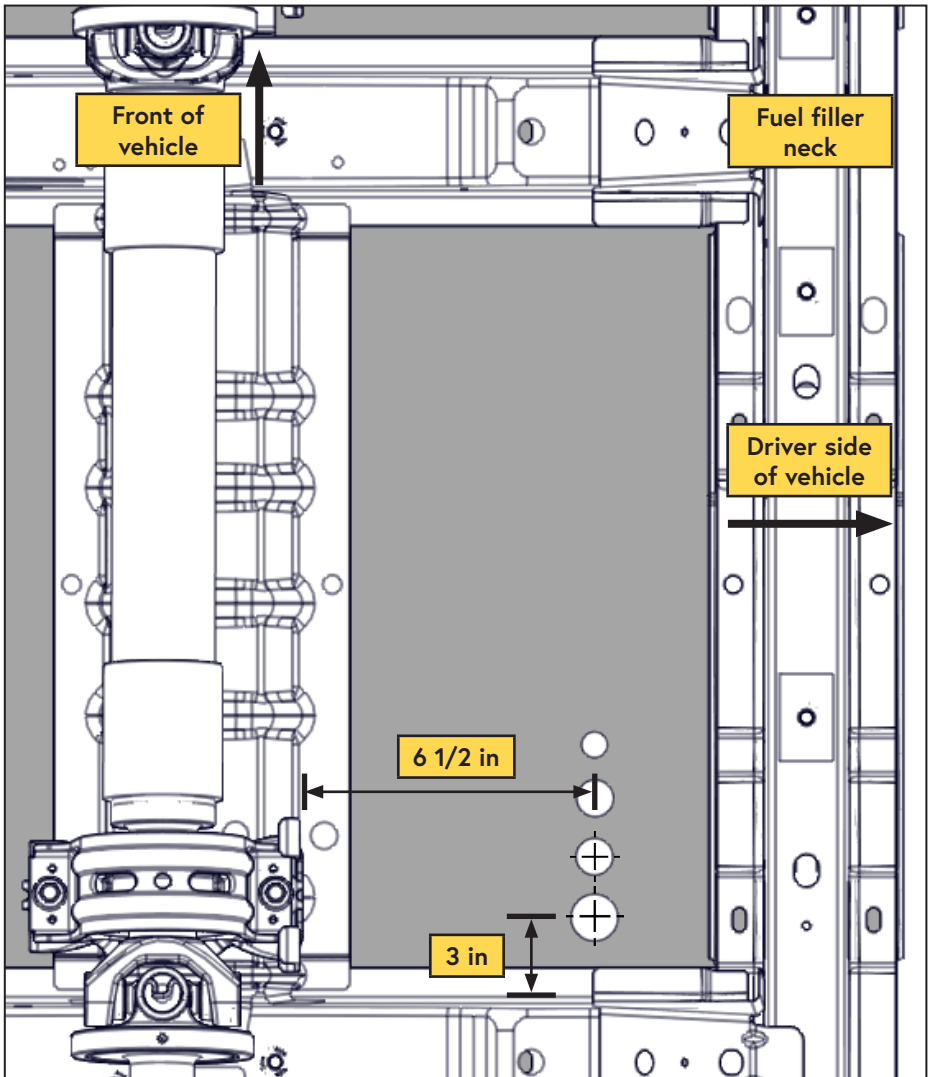 Front of
vehicle
Fuel filler
neck
Driver side
of vehicle
6 1/2 in
3 in